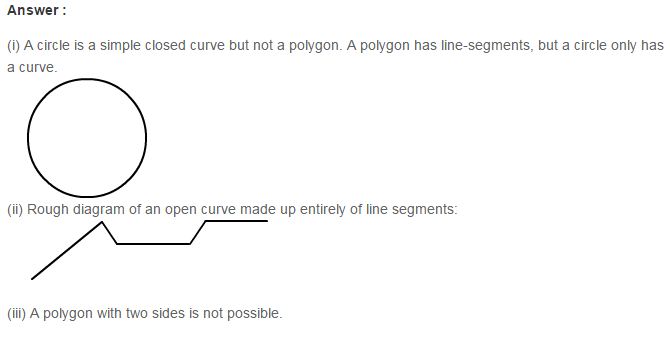 Answer :
(i) A circle is a simple closed curve but not a polygon. A polygon has line-segments, but a circle only has
a curve.
(ii) Rough diagram of an open curve made up entirely of line segments:
(iii) A polygon with two sides is not possible.